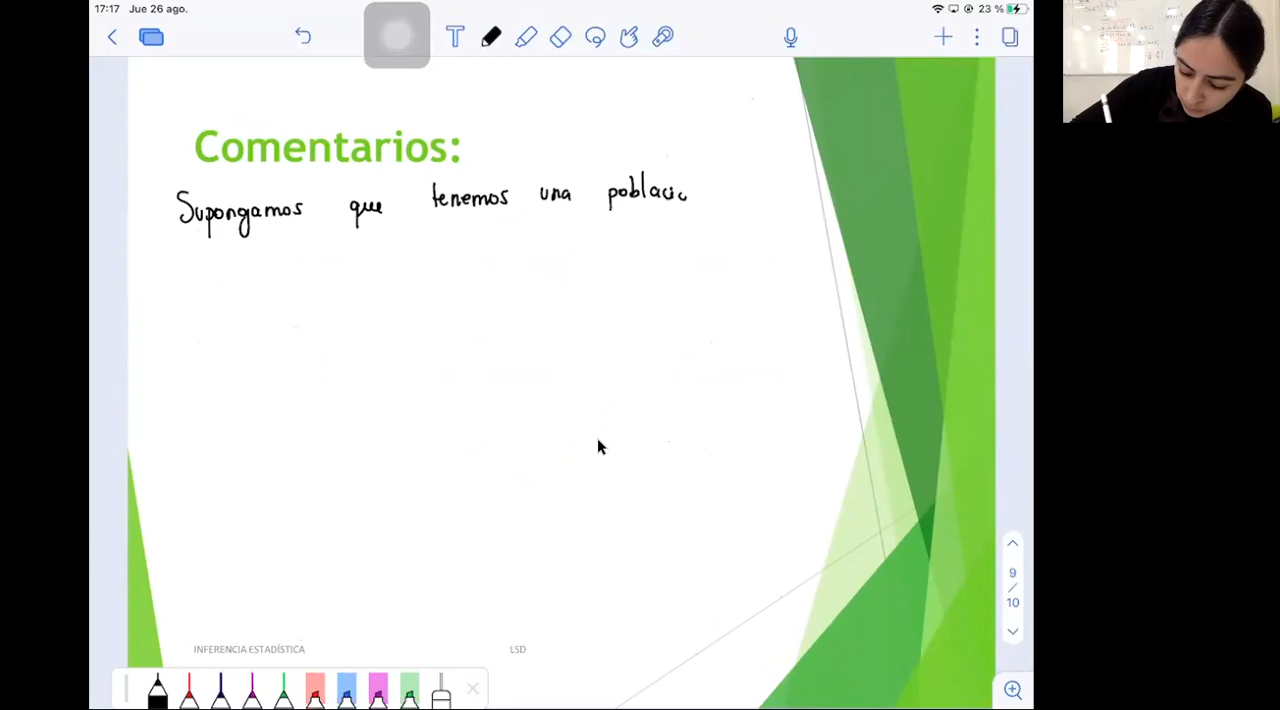 17:17 Jue 26 ago. 23 %
Comentarios:
Supongamos que tenemos una poblacio
9
/
10
INFERENCIA ESTADÍSTICA LSD